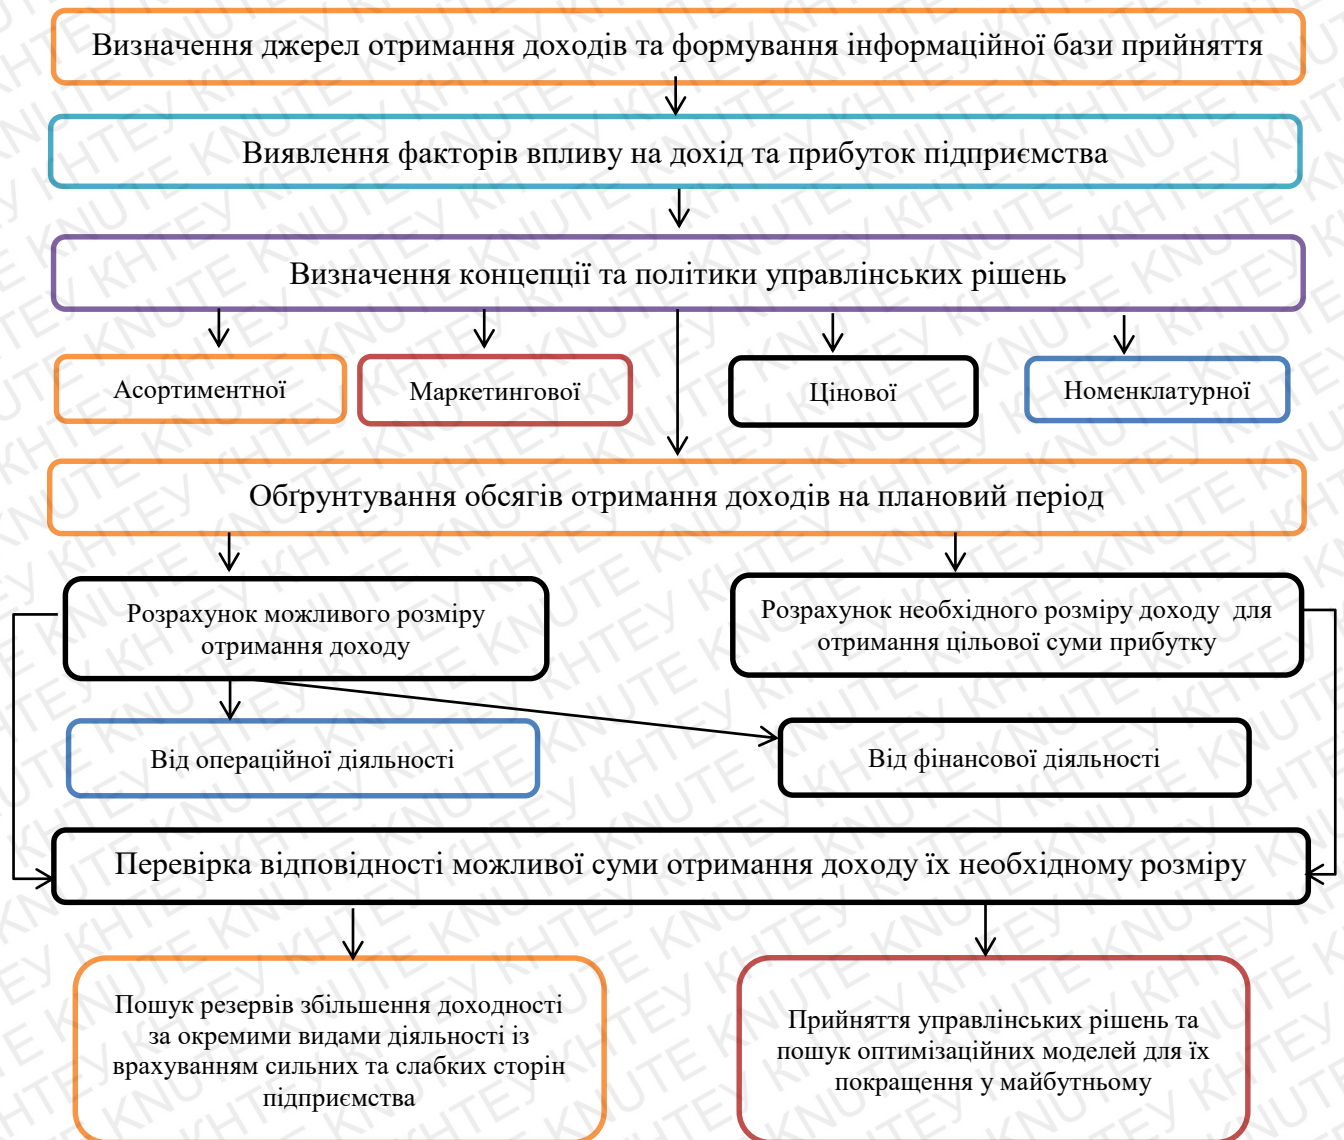 Визначення джерел отримання доходів та формування інформаційної бази прийняття
Виявлення факторів впливу на дохід та прибуток підприємства
Визначення концепції та політики управлінських рішень
Асортиментної
Маркетингової
Цінової
Номенклатурної
Обґрунтування обсягів отримання доходів на плановий період
Розрахунок можливого розміру
отримання доходу
Розрахунок необхідного розміру доходу для
отримання цільової суми прибутку
Від операційної діяльності
Від фінансової діяльності
Перевірка відповідності можливої суми отримання доходу їх необхідному розміру
Пошук резервів збільшення доходності
за окремими видами діяльності із
врахуванням сильних та слабких сторін
підприємства
Прийняття управлінських рішень та
пошук оптимізаційних моделей для їх
покращення у майбутньому